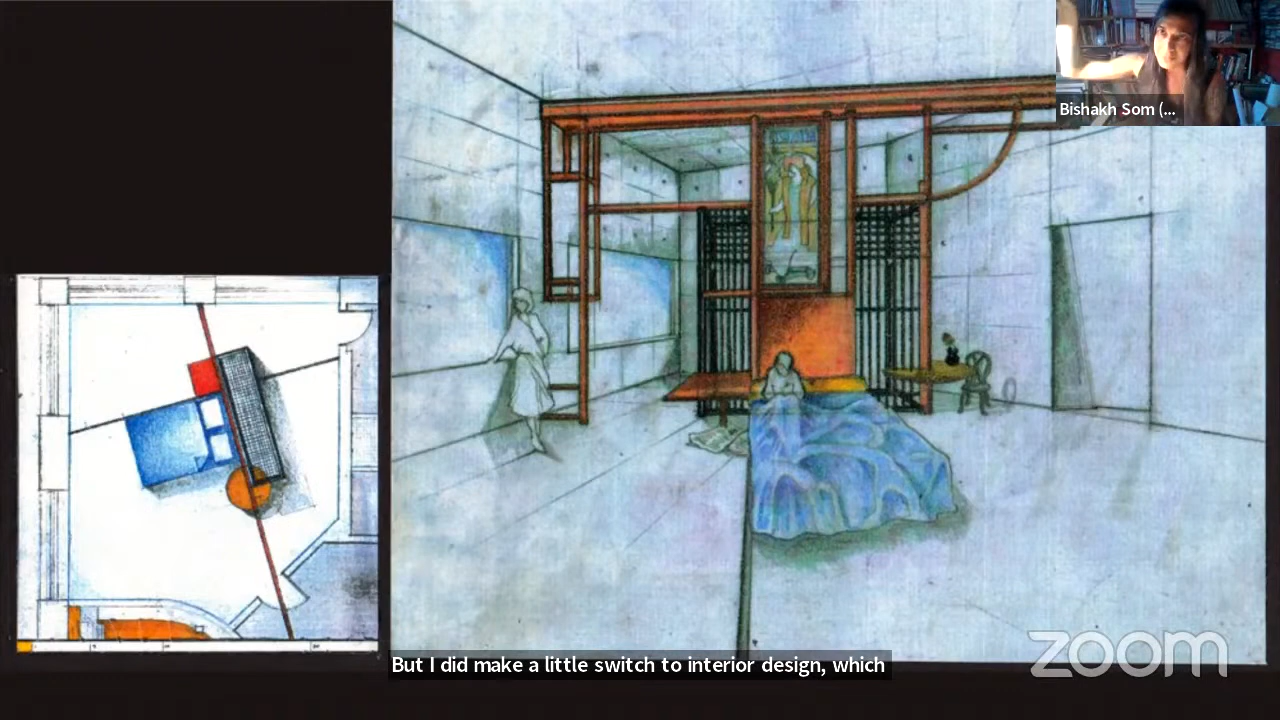 Bishakh Som (...
But I did make a little switch to interior design, which
zoom